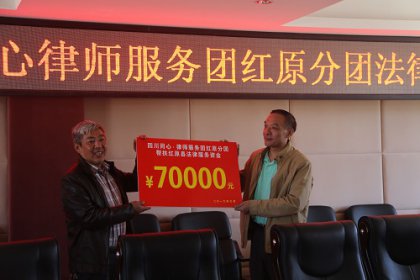 心律师服务团红原分团法律
四川同心·律师服务团红原分团
帮扶红原县法律服务资金
¥70000元